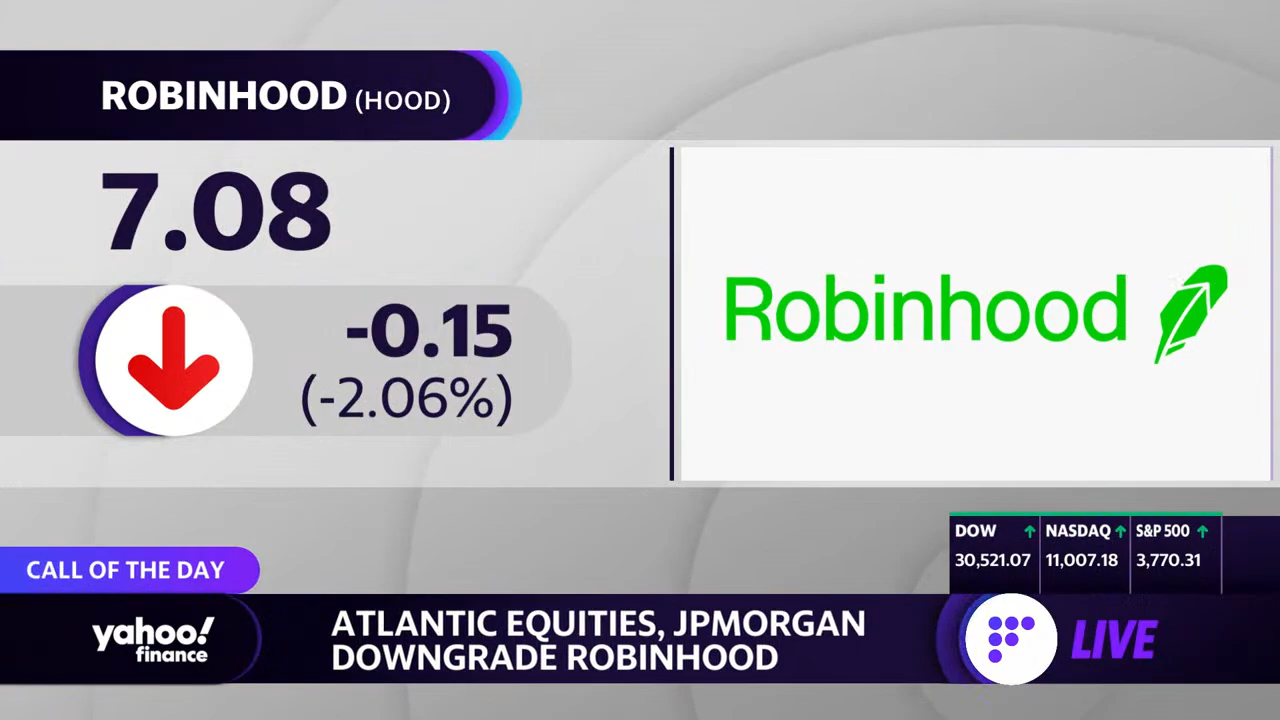 ROBINHOOD (HOOD)
7.08
-0.15
(-2.06%)
Robinhood
DOW
30,521.07
NASDAQ
11,007.18
S&P 500
3,770.31
CALL OF THE DAY
yahoo!
finance
ATLANTIC EQUITIES, JPMORGAN
DOWNGRADE ROBINHOOD
LIVE